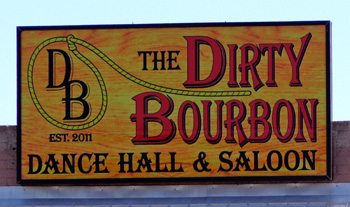 DB
EST. 2011
THE DIRTY
BOURBON
DANCE HALL & SALOON